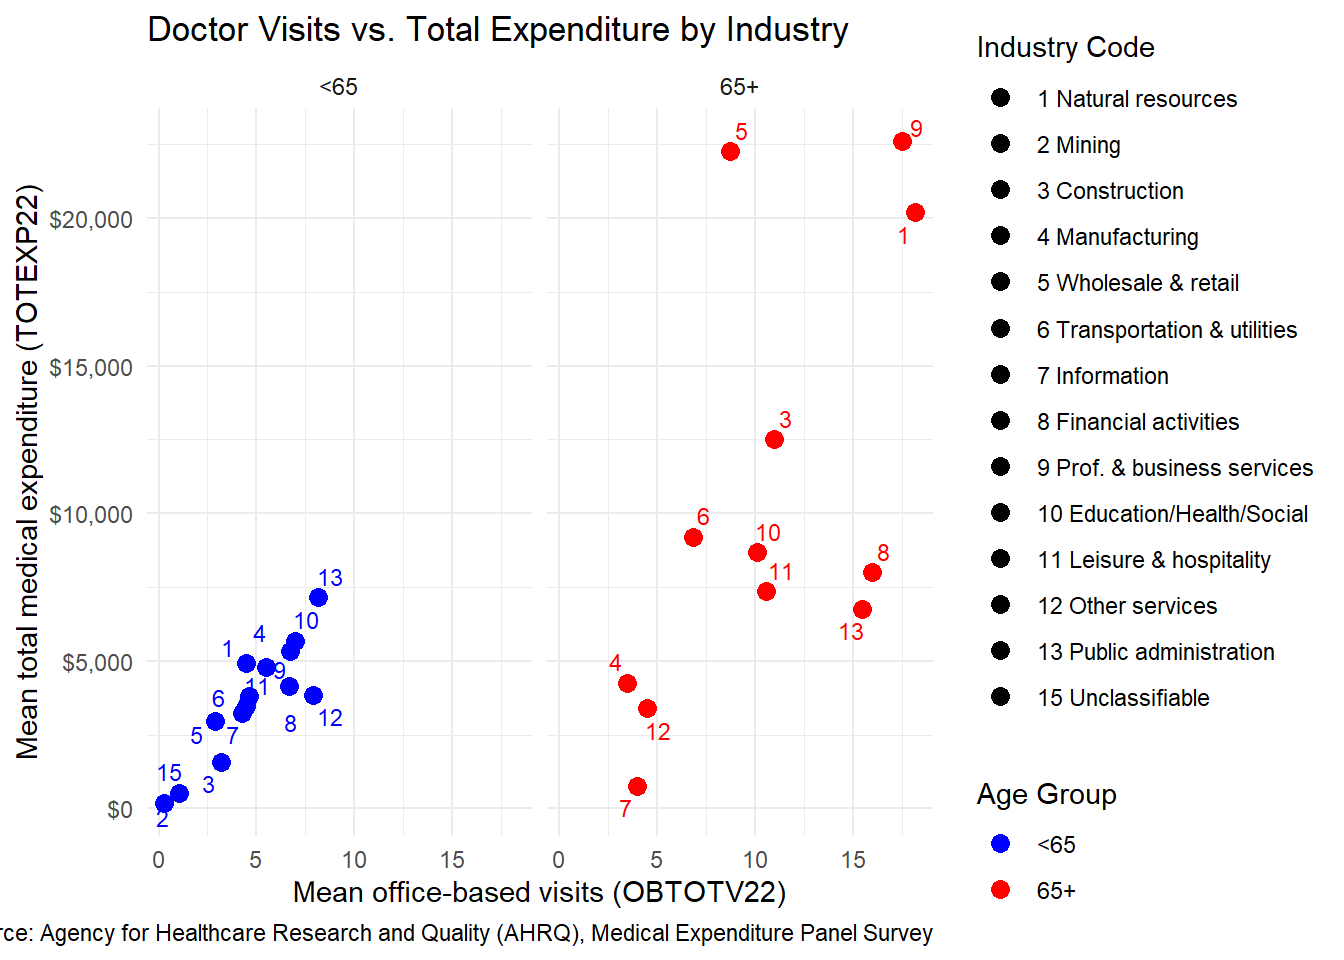 Doctor Visits vs. Total Expenditure by Industry
<65
65+
Mean total medical expenditure (TOTEXP22)
$20,000
$15,000
$10,000
$5,000
$0
13
10
4
1
9
11
6
5
7
8
12
15
3
2
5
9
1
3
6
10
11
8
13
4
12
7
0 5 10 15
0 5 10 15
Mean office-based visits (OBTOTV22)
rce: Agency for Healthcare Research and Quality (AHRQ), Medical Expenditure Panel Survey
Industry Code
1 Natural resources
2 Mining
3 Construction
4 Manufacturing
5 Wholesale & retail
6 Transportation & utilities
7 Information
8 Financial activities
9 Prof. & business services
10 Education/Health/Social
11 Leisure & hospitality
12 Other services
13 Public administration
15 Unclassifiable
Age Group
<65
65+